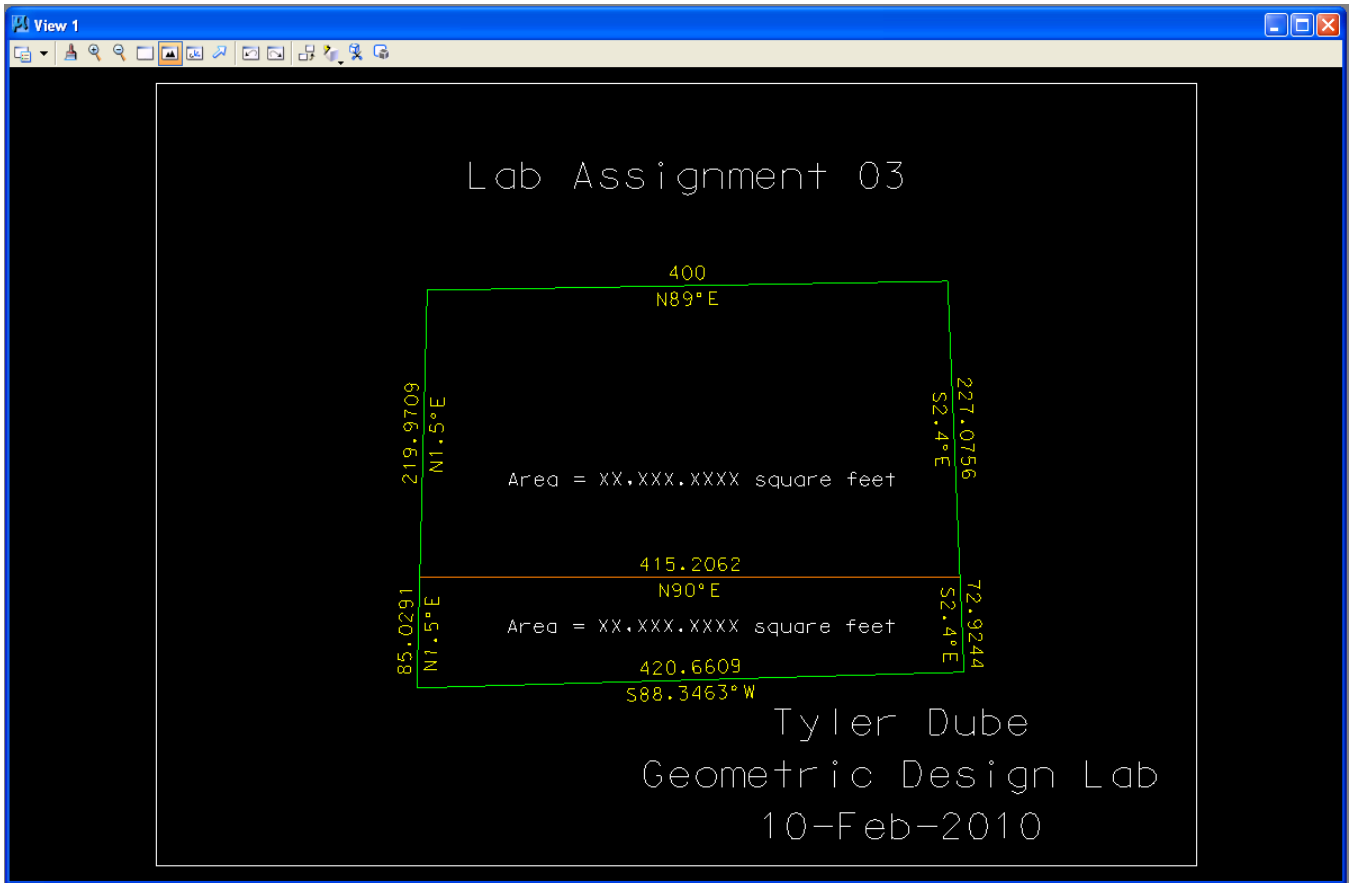 View 1
Lab Assignment 03
400
N89°E
219.9709
N1.5°E
227.0756
S2.4°E
Area = XX,XXX.XXXX square feet
415.2062
N90°E
85.0291
N1.5°E
72.9244
S2.4°E
Area = XX,XXX.XXXX square feet
420.6609
S88.3463°W
Tyler Dube
Geometric Design Lab
10-Feb-2010